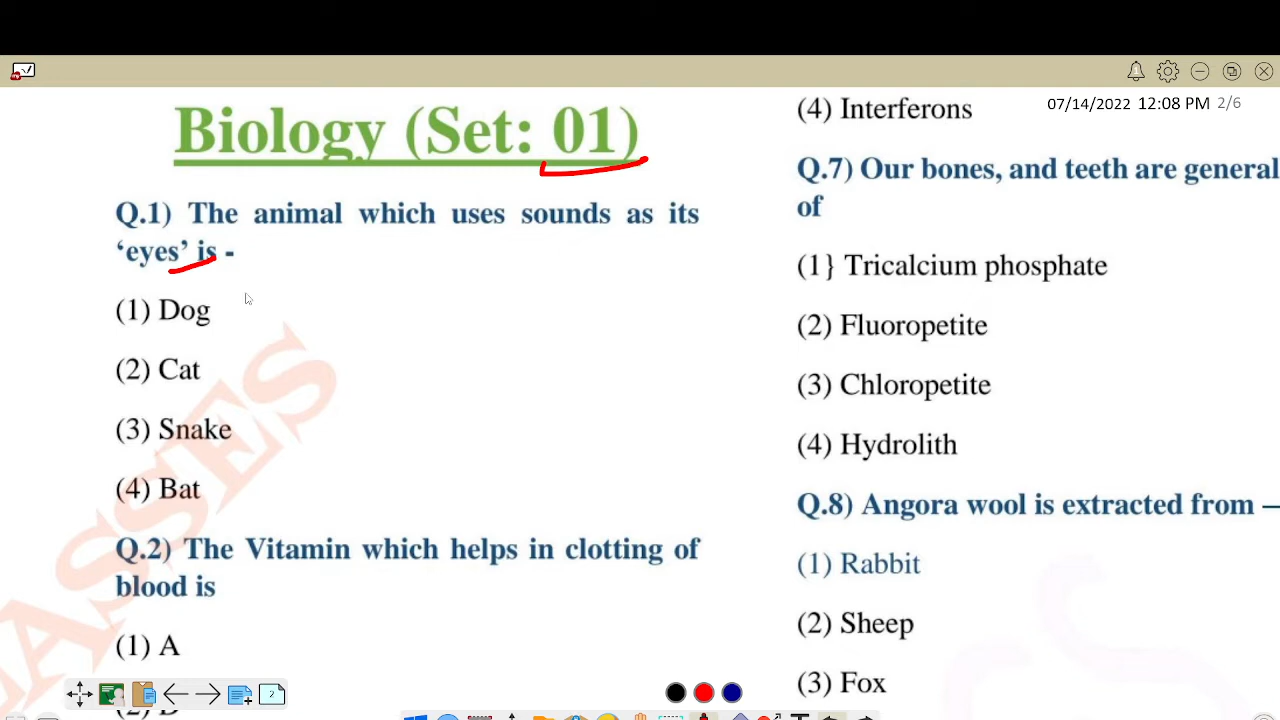 07/14/2022 12:08 PM 2/6
Biology (Set: 01)
Q.1) The animal which uses sounds as its
‘eyes’ is -
(1) Dog
(2) Cat
(3) Snake
(4) Bat
Q.2) The Vitamin which helps in clotting of
blood is
(1) A
(4) Interferons
Q.7) Our bones, and teeth are general
of
(1} Tricalcium phosphate
(2) Fluoropetite
(3) Chloropetite
(4) Hydrolith
Q.8) Angora wool is extracted from —
(1) Rabbit
(2) Sheep
(3) Fox
ASSES